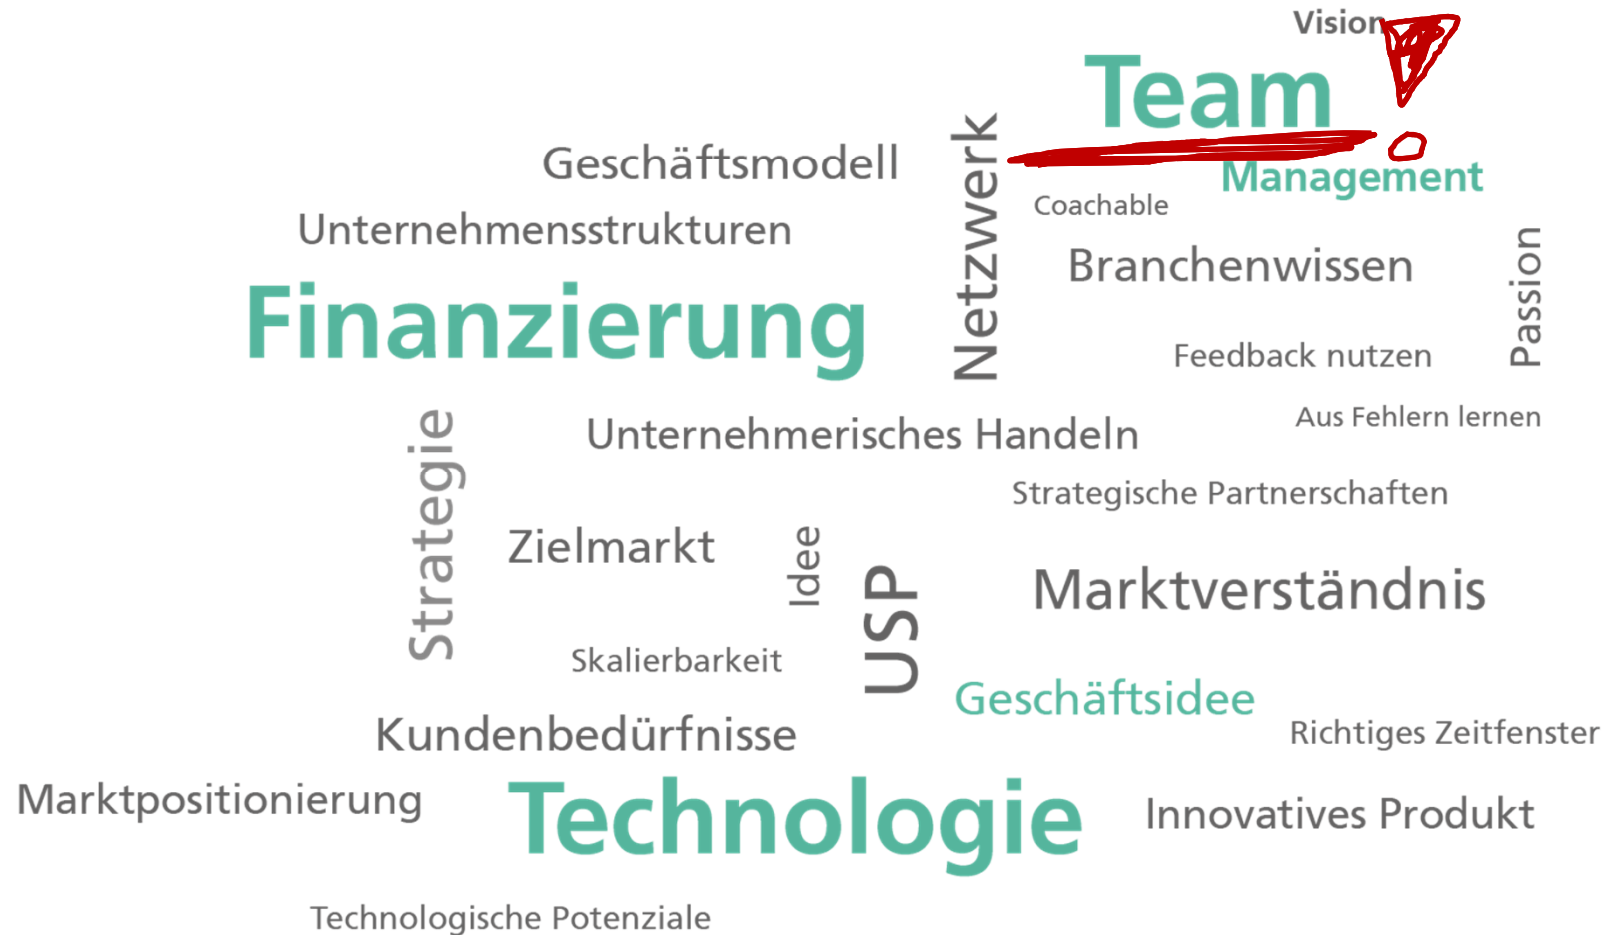 Vision
Team
Management
Geschäftsmodell
Netzwerk
Coachable
Unternehmensstrukturen
Branchenwissen
Passion
Finanzierung
Feedback nutzen
Aus Fehlern lernen
Strategie
Unternehmerisches Handeln
Strategische Partnerschaften
Zielmarkt
Idee
USP
Marktverständnis
Skalierbarkeit
Geschäftsidee
Kundenbedürfnisse
Richtiges Zeitfenster
Marktpositionierung
Technologie
Innovatives Produkt
Technologische Potenziale